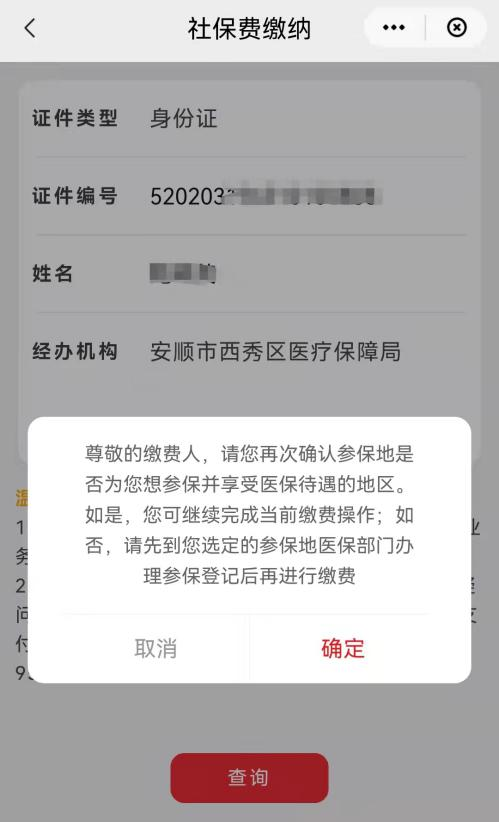 社保费缴纳
证件类型 身份证
证件编号 520203
姓名
经办机构 安顺市西秀区医疗保障局
尊敬的缴费人，请您再次确认参保地是
否为您想参保并享受医保待遇的地区。
如是，您可继续完成当前缴费操作；如
否，请先到您选定的参保地医保部门办
理参保登记后再进行缴费
取消 确定
查询